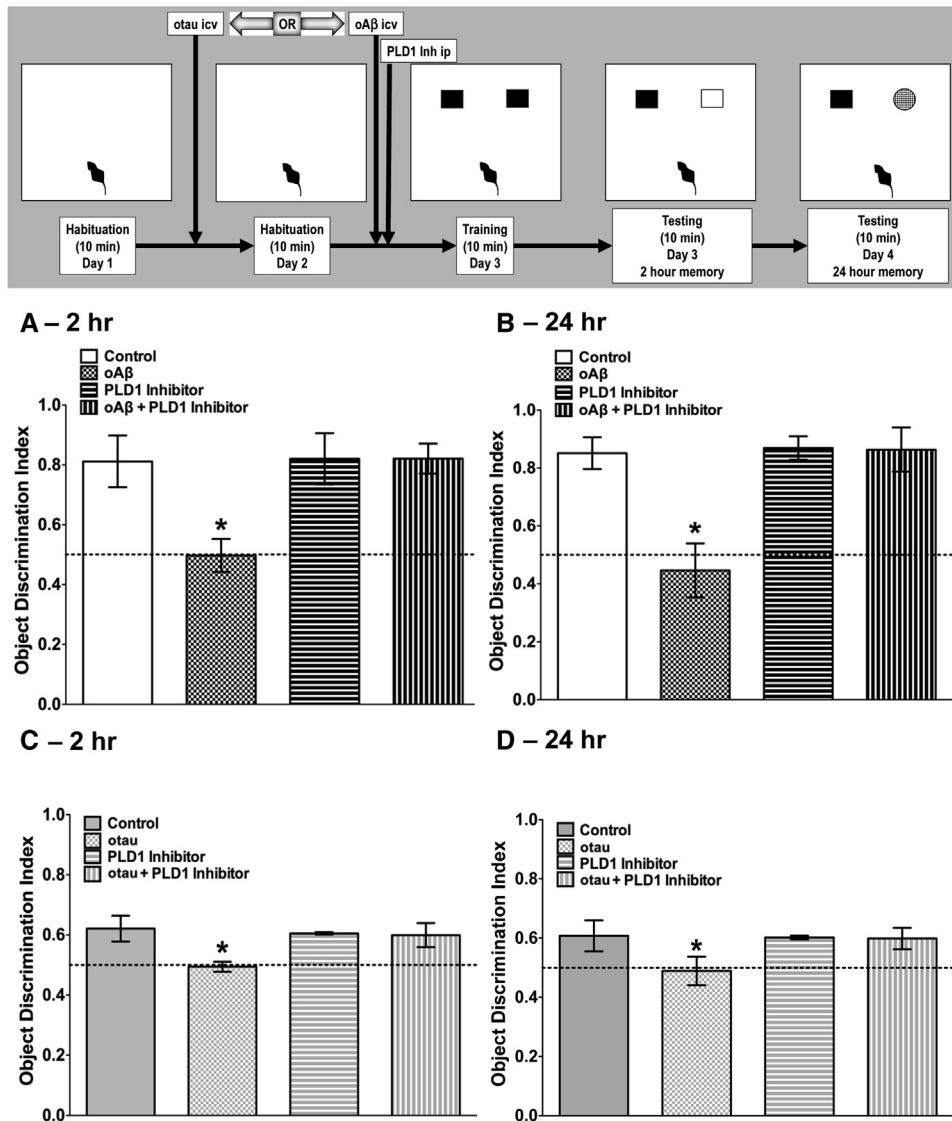 otau icv
OR
oAβ icv
PLD1 Inh ip
Habituation
(10 min)
Day 1
Habituation
(10 min)
Day 2
Training
(10 min)
Day 3
Testing
(10 min)
Day 3
2 hour memory
Testing
(10 min)
Day 4
24 hour memory
A – 2 hr
Control
oAβ
PLD1 Inhibitor
oAβ + PLD1 Inhibitor
Object Discrimination Index
1.0
0.8
0.6
0.4
0.2
0.0
*
B – 24 hr
Control
oAβ
PLD1 Inhibitor
oAβ + PLD1 Inhibitor
Object Discrimination Index
1.0
0.8
0.6
0.4
0.2
0.0
*
C – 2 hr
Control
otau
PLD1 Inhibitor
otau + PLD1 Inhibitor
Object Discrimination Index
1.0
0.8
0.6
0.4
0.2
0.0
*
D – 24 hr
Control
otau
PLD1 Inhibitor
otau + PLD1 Inhibitor
Object Discrimination Index
1.0
0.8
0.6
0.4
0.2
0.0
*